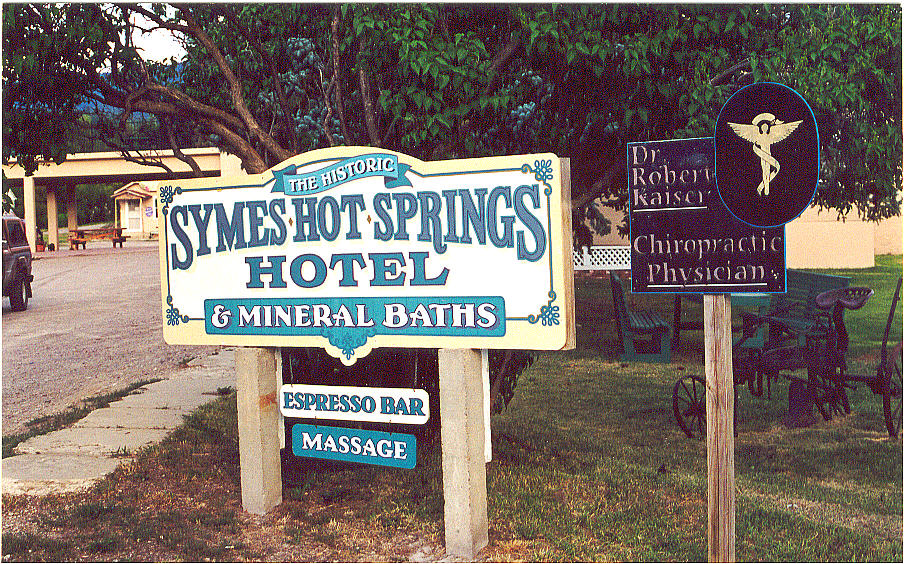 THE HISTORIC
SYMES·HOT·SPRINGS
HOTEL
& MINERAL BATHS
ESPRESSO BAR
MASSAGE
Dr.
Robert
Kaiser
Chiropractic
Physician